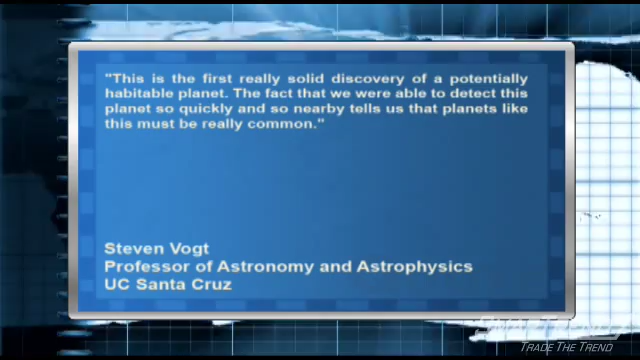 "This is the first really solid discovery of a potentially
habitable planet. The fact that we were able to detect this
planet so quickly and so nearby tells us that planets like
this must be really common."
Steven Vogt
Professor of Astronomy and Astrophysics
UC Santa Cruz
TRADE THE TREND